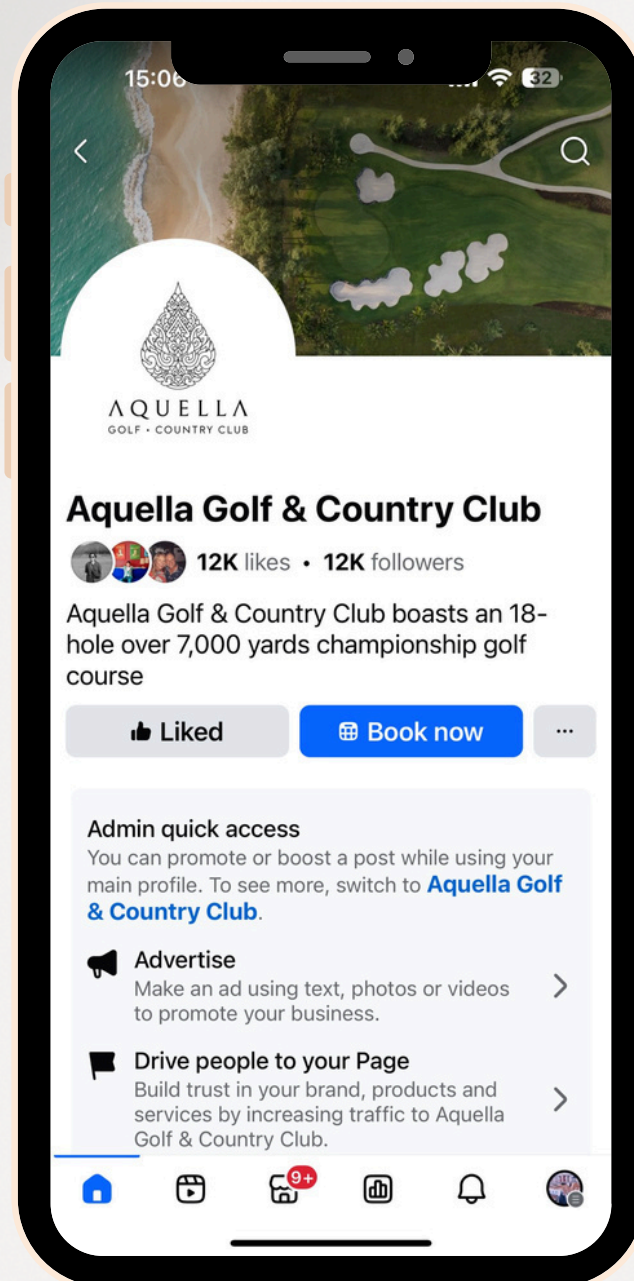 15:06
32
AQUELLA
GOLF • COUNTRY CLUB
Aquella Golf & Country Club
12K likes • 12K followers
Aquella Golf & Country Club boasts an 18-
hole over 7,000 yards championship golf
course
Liked
Book now
Admin quick access
You can promote or boost a post while using your
main profile. To see more, switch to Aquella Golf
& Country Club.
Advertise
Make an ad using text, photos or videos
to promote your business.
Drive people to your Page
Build trust in your brand, products and
services by increasing traffic to Aquella
Golf & Country Club.
9+